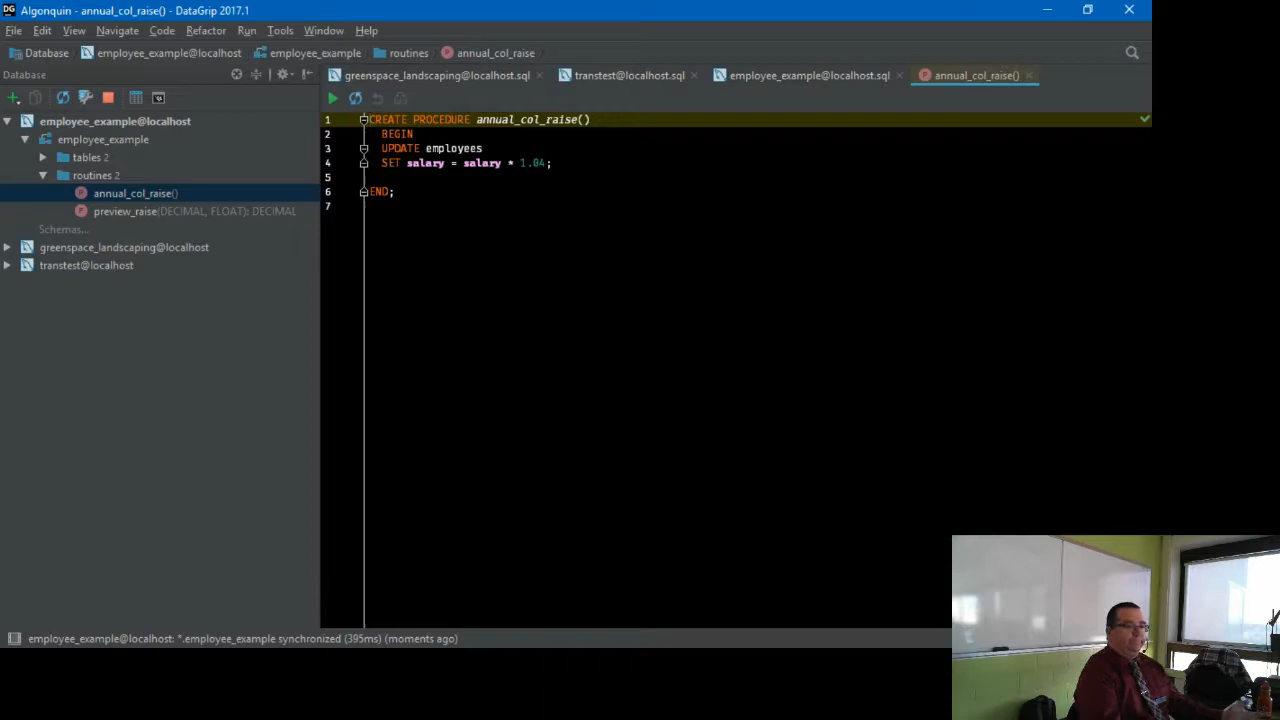 Algonquin - annual_col_raise() - DataGrip 2017.1
File Edit View Navigate Code Refactor Run Tools Window Help
Database employee_example@localhost employee_example routines annual_col_raise
Database
greenspace_landscaping@localhost.sql transtest@localhost.sql employee_example@localhost.sql annual_col_raise()
employee_example@localhost
employee_example
tables 2
routines 2
annual_col_raise()
preview_raise(DECIMAL, FLOAT): DECIMAL
Schemas...
greenspace_landscaping@localhost
transtest@localhost
1 CREATE PROCEDURE annual_col_raise()
2 BEGIN
3 UPDATE employees
4 SET salary = salary * 1.04;
5
6 END;
7
employee_example@localhost: *.employee_example synchronized (395ms) (moments ago)